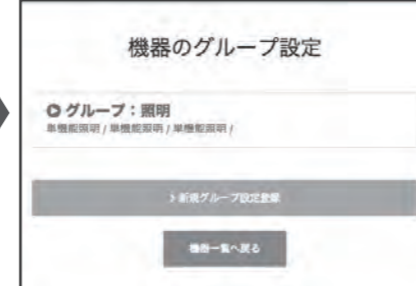 機器のグループ設定
グループ：照明
単機能照明 / 単機能照明 / 単機能照明 /
> 新規グループ設定登録
機器一覧へ戻る